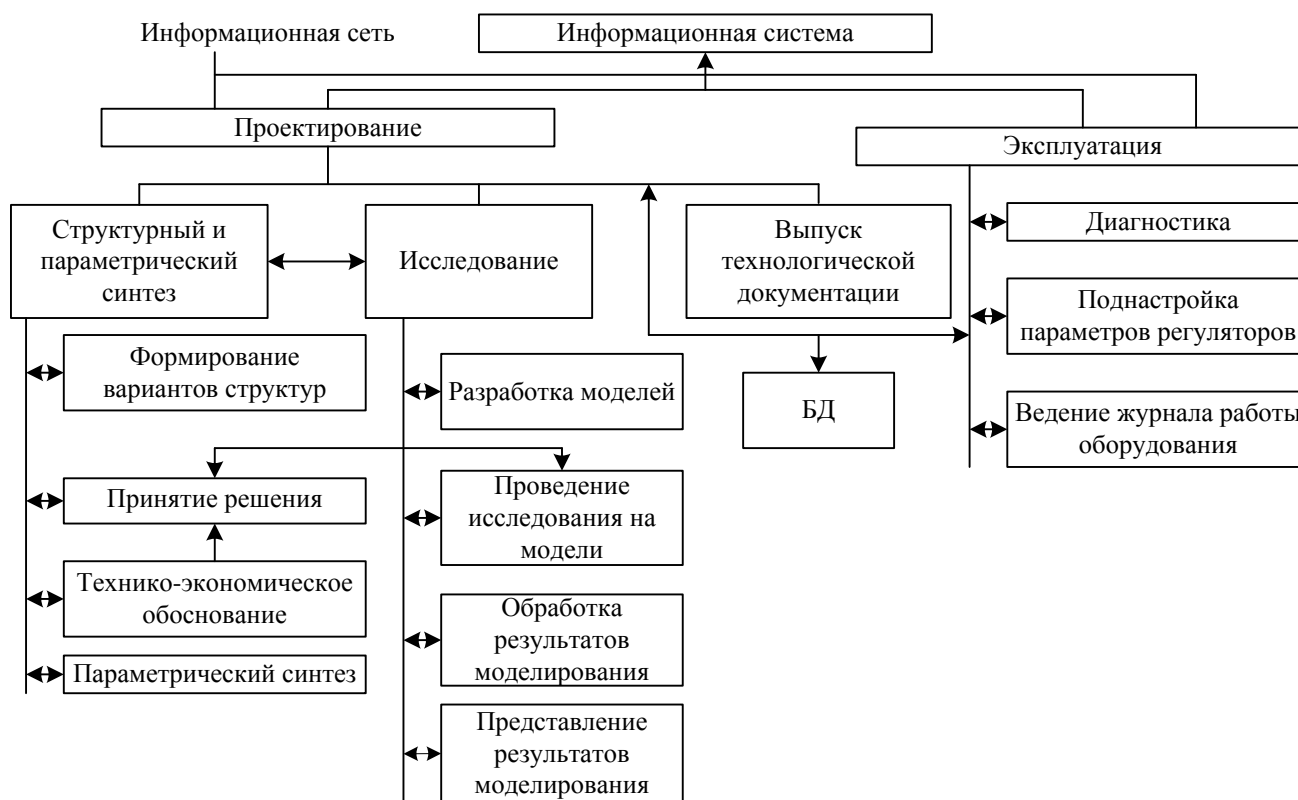 Информационная сеть
Информационная система
Проектирование
Эксплуатация
Структурный и
параметрический
синтез
Исследование
Выпуск
технологической
документации
Диагностика
Поднастройка
параметров регуляторов
Формирование
вариантов структур
Разработка моделей
БД
Ведение журнала работы
оборудования
Принятие решения
Проведение
исследования на
модели
Технико-экономическое
обоснование
Обработка
результатов
моделирования
Параметрический синтез
Представление
результатов
моделирования